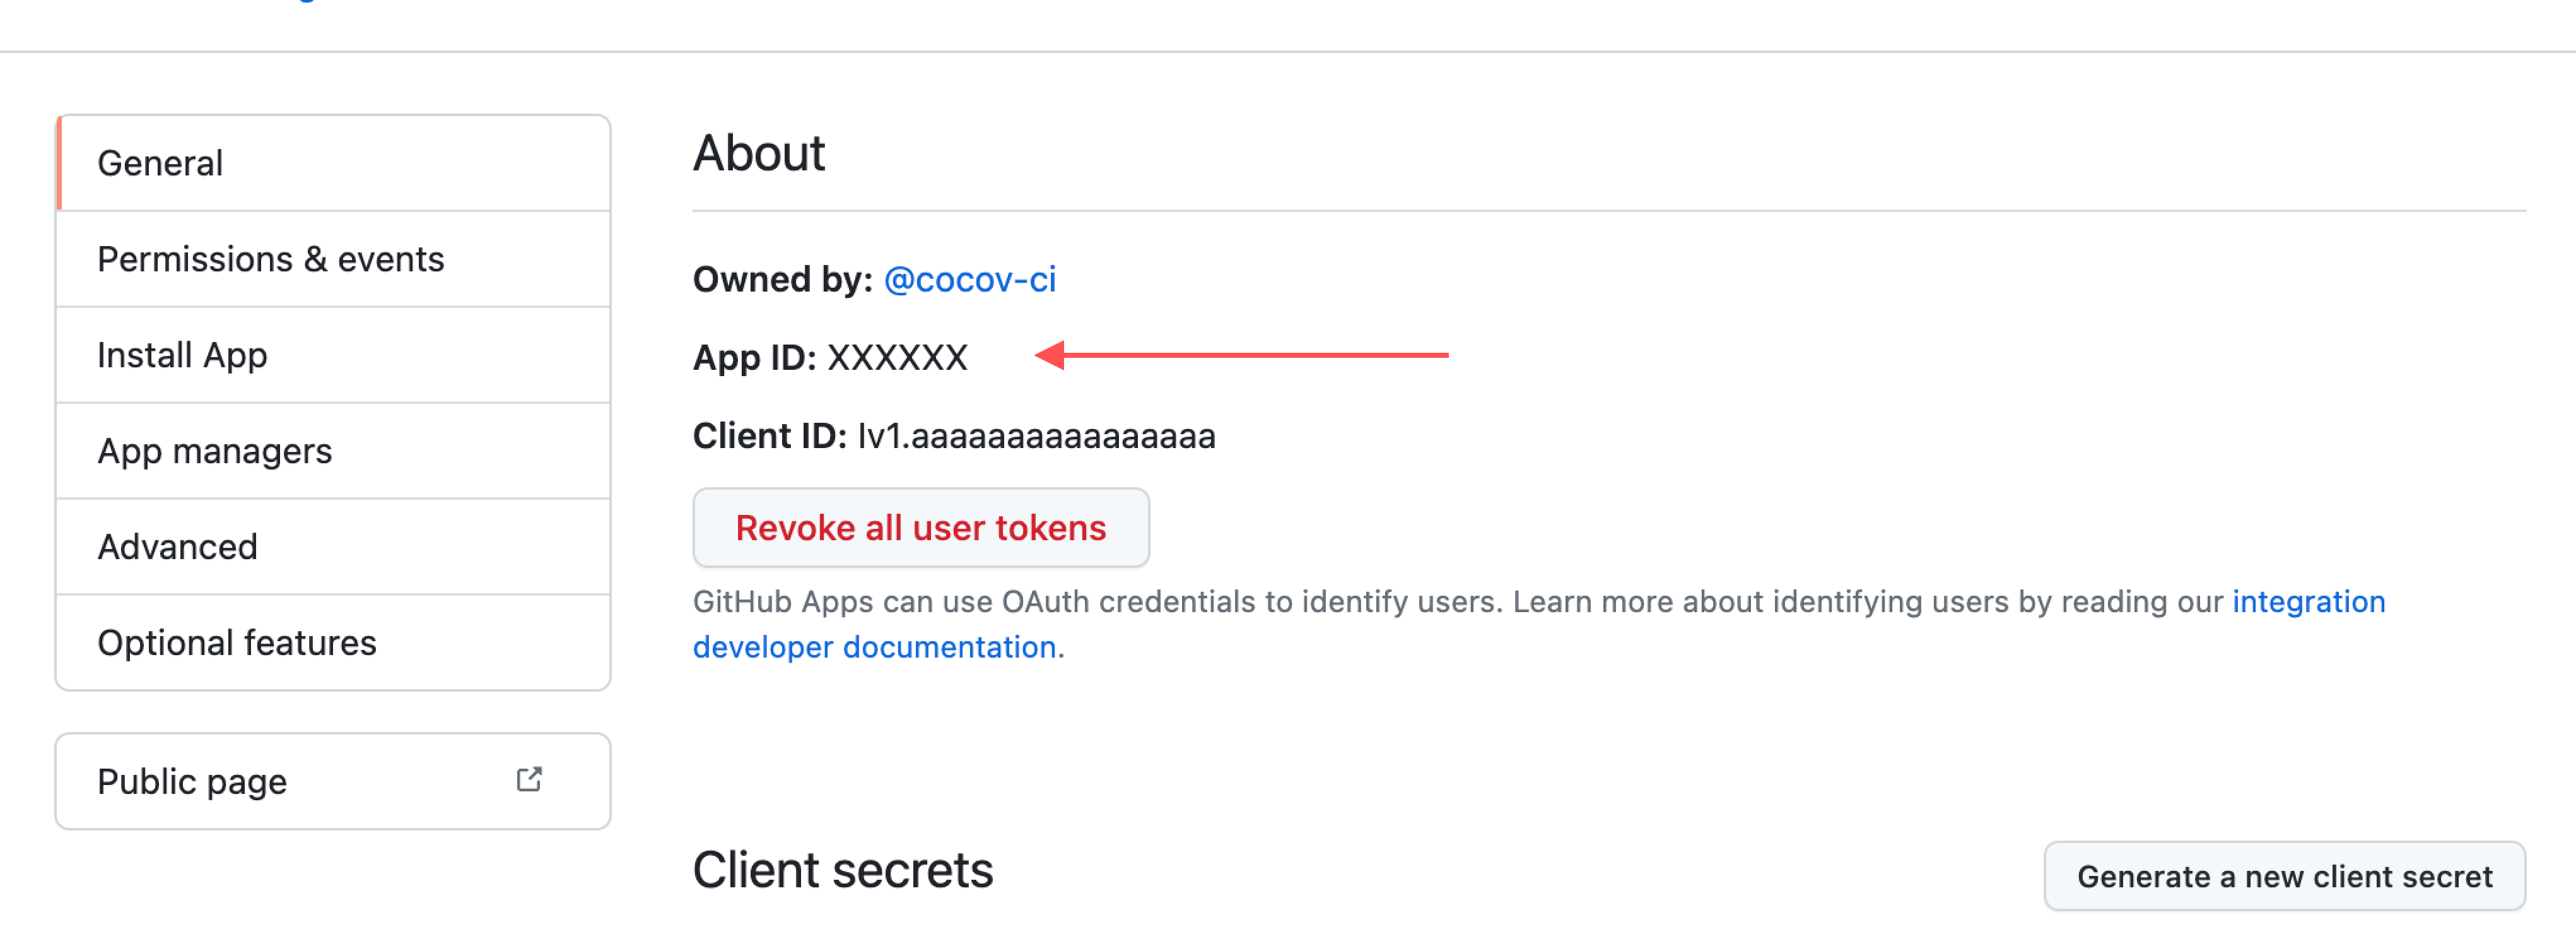 General
Permissions & events
Install App
App managers
Advanced
Optional features
Public page
About
Owned by: @cocov-ci
App ID: XXXXXX
Client ID: Iv1.aaaaaaaaaaaaaaaa
Revoke all user tokens
GitHub Apps can use OAuth credentials to identify users. Learn more about identifying users by reading our integration
developer documentation.
Client secrets
Generate a new client secret